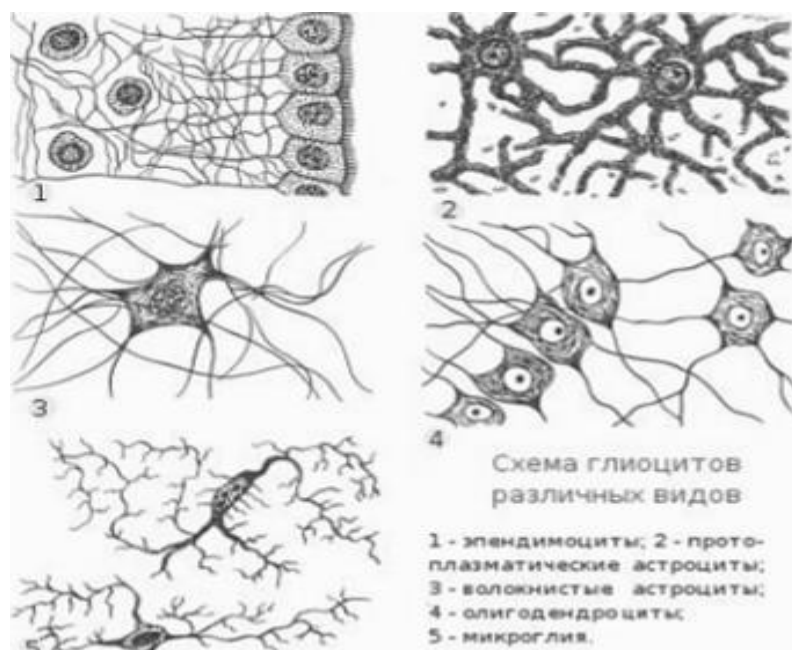 1
2
3
4
Схема глиоцитов
различных видов
1 - эпендимоциты; 2 - прото-
плазматические астроциты;
3 - волокнистые астроциты;
4 - олигодендроциты;
5 - микроглия.